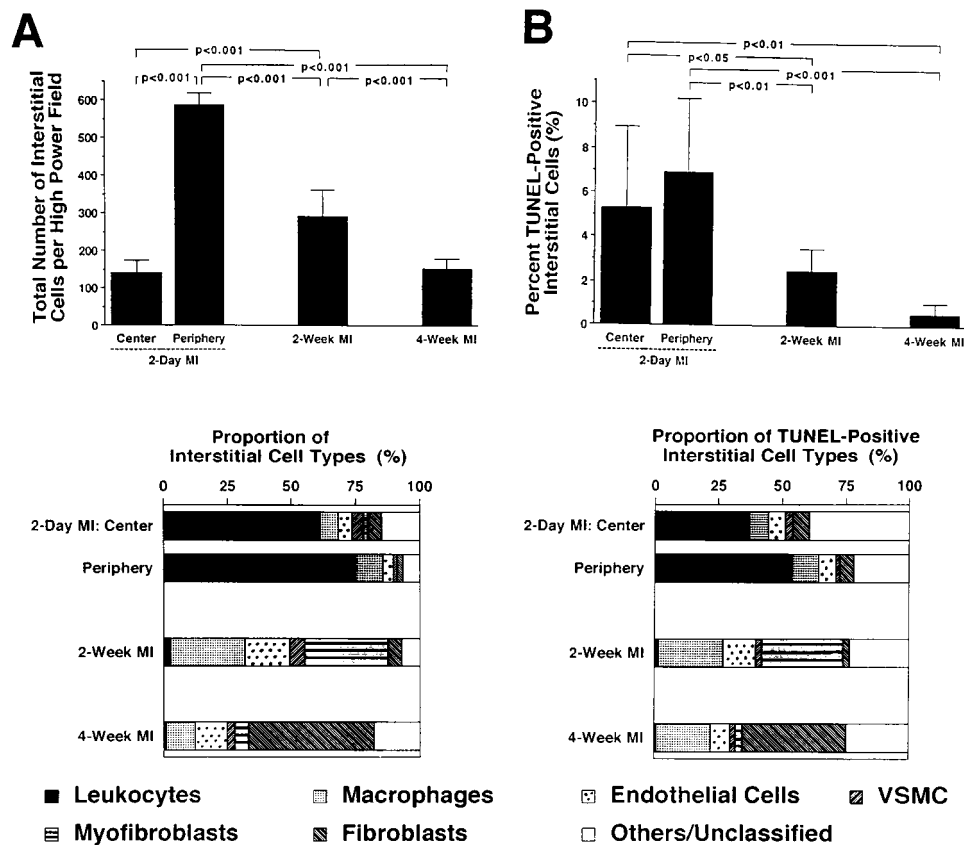 A
p<0.001
p<0.001
p<0.001
p<0.001
p<0.001
Total Number of Interstitial
Cells per High Power Field
600
500
400
300
200
100
0
Center
Periphery
2-Day MI
2-Week MI
4-Week MI
B
p<0.01
p<0.05
p<0.001
p<0.01
Percent TUNEL-Positive
Interstitial Cells (%)
10
8
6
4
2
0
Center
Periphery
2-Day MI
2-Week MI
4-Week MI
Proportion of
Interstitial Cell Types (%)
0 25 50 75 100
2-Day MI: Center
Periphery
2-Week MI
4-Week MI
Proportion of TUNEL-Positive
Interstitial Cell Types (%)
0 25 50 75 100
2-Day MI: Center
Periphery
2-Week MI
4-Week MI
Leukocytes
Macrophages
Endothelial Cells
VSMC
Myofibroblasts
Fibroblasts
Others/Unclassified